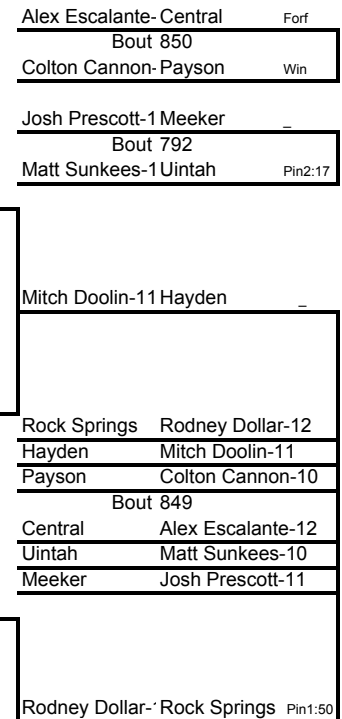 Alex Escalante- Central Forf
Bout 850
Colton Cannon- Payson Win
Josh Prescott-1 Meeker _
Bout 792
Matt Sunkees-1 Uintah Pin2:17
Mitch Doolin-11 Hayden _
Rock Springs Rodney Dollar-12
Hayden Mitch Doolin-11
Payson Colton Cannon-10
Bout 849
Central Alex Escalante-12
Uintah Matt Sunkees-10
Meeker Josh Prescott-11
Rodney Dollar- Rock Springs Pin1:50